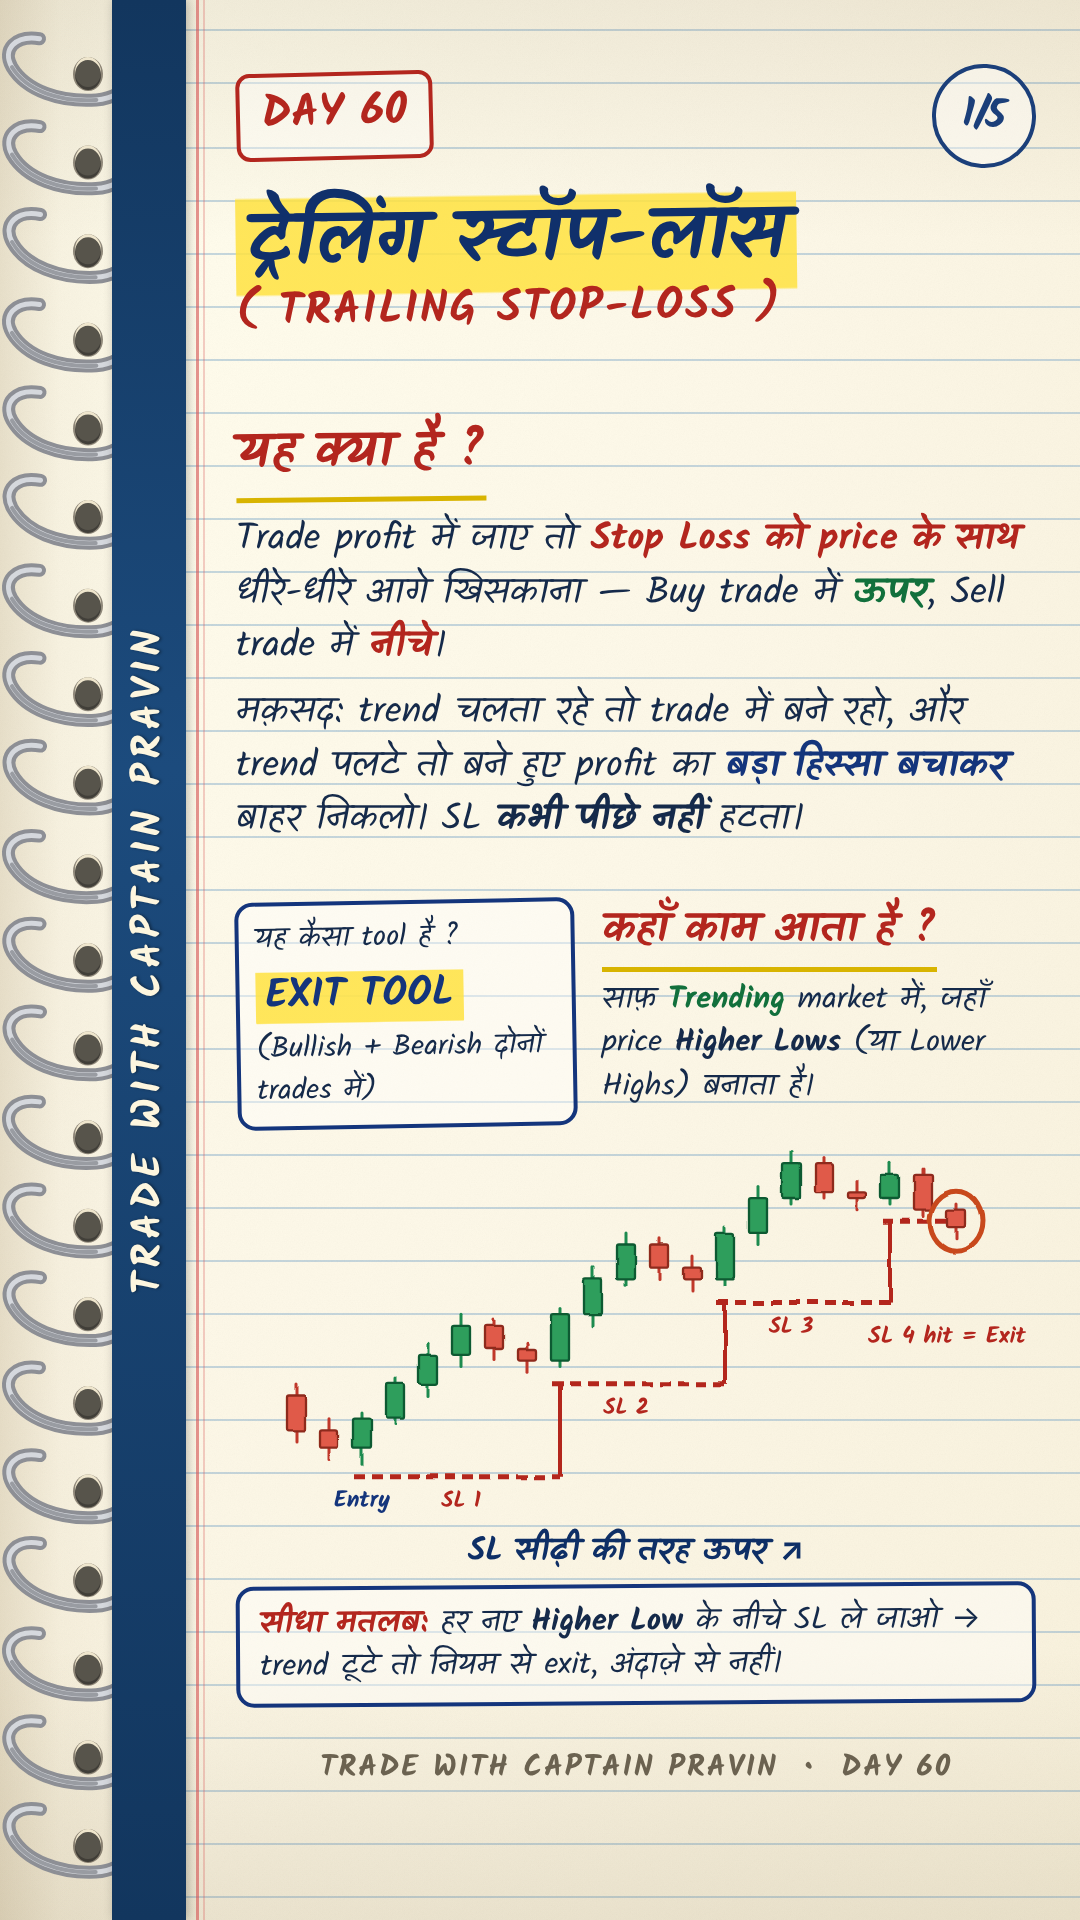 DAY 60
1/5
ट्रेलिंग स्टॉप-लॉस
( TRAILING STOP-LOSS )
यह क्या है ?
Trade profit में जाए तो Stop Loss को price के साथ
धीरे-धीरे आगे खिसकाना — Buy trade में ऊपर, Sell
trade में नीचे।
मक़सद: trend चलता रहे तो trade में बने रहो, और
trend पलटे तो बने हुए profit का बड़ा हिस्सा बचाकर
बाहर निकलो। SL कभी पीछे नहीं हटता।
यह कैसा tool है ?
EXIT TOOL
(Bullish + Bearish दोनों
trades में)
कहाँ काम आता है ?
साफ़ Trending market में, जहाँ
price Higher Lows (या Lower
Highs) बनाता है।
SL 3
SL 4 hit = Exit
SL 2
Entry
SL 1
SL सीढ़ी की तरह ऊपर ↗
सीधा मतलब: हर नए Higher Low के नीचे SL ले जाओ →
trend टूटे तो नियम से exit, अंदाज़े से नहीं।
TRADE WITH CAPTAIN PRAVIN · DAY 60
TRADE WITH CAPTAIN PRAVIN